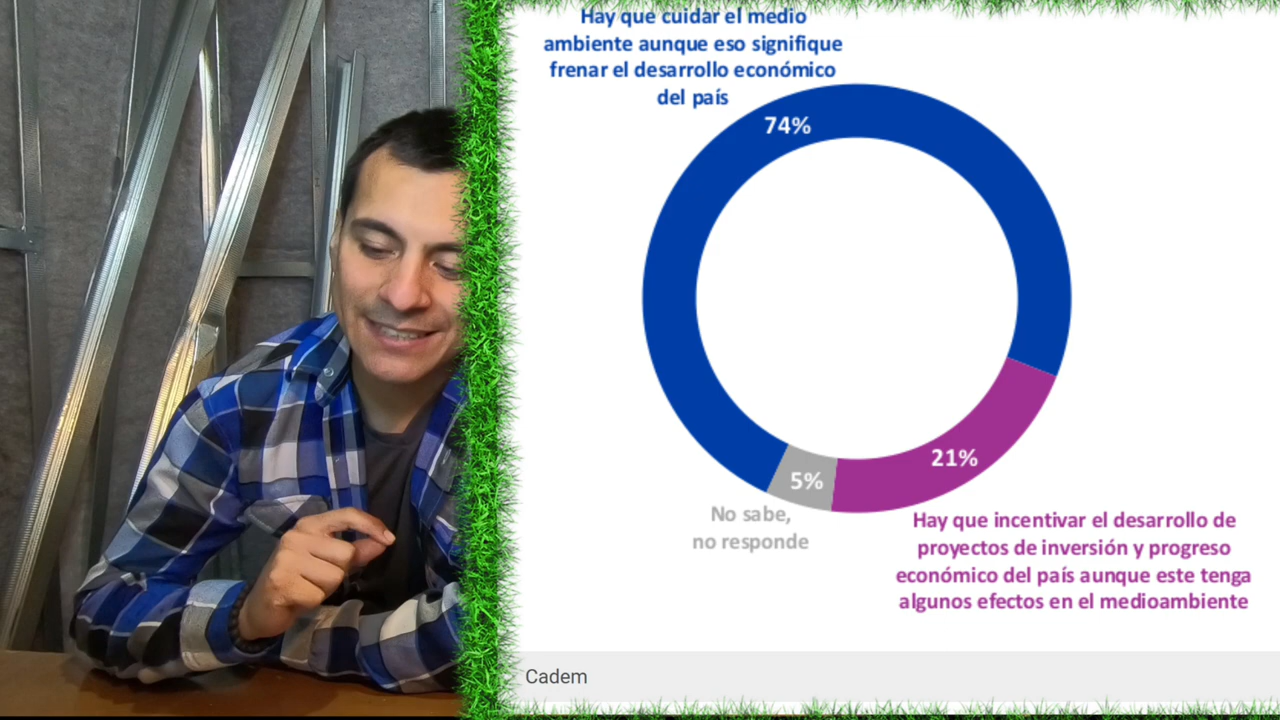 Hay que cuidar el medio
ambiente aunque eso signifique
frenar el desarrollo económico
del país
74%
21%
5%
No sabe,
no responde
Hay que incentivar el desarrollo de
proyectos de inversión y progreso
económico del país aunque este tenga
algunos efectos en el medioambiente
Cadem